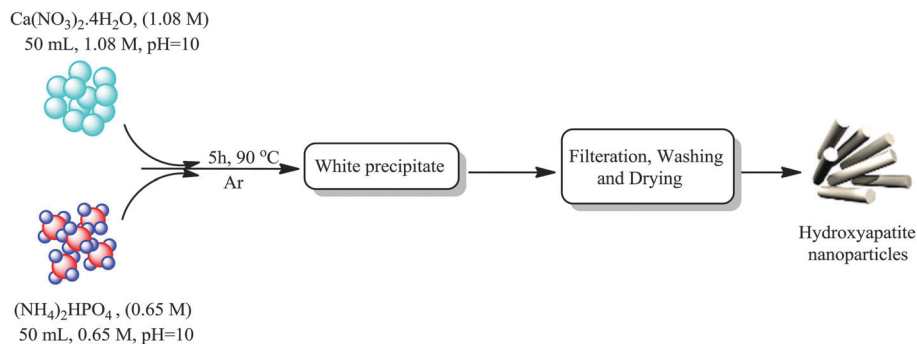 Ca(NO₃)₂.4H₂O, (1.08 M)
50 mL, 1.08 M, pH=10
5h, 90 °C
Ar
White precipitate
Filteration, Washing
and Drying
Hydroxyapatite
nanoparticles
(NH₄)₂HPO₄ , (0.65 M)
50 mL, 0.65 M, pH=10